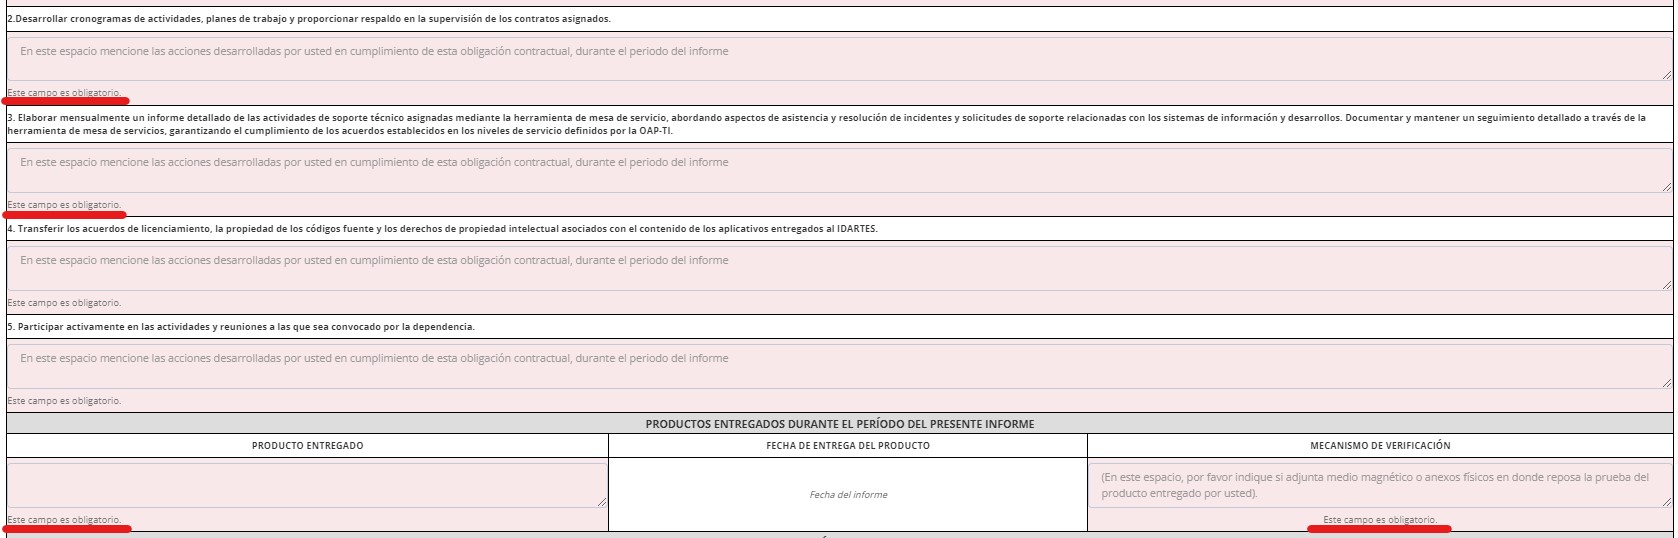 2.Desarrollar cronogramas de actividades, planes de trabajo y proporcionar respaldo en la supervisión de los contratos asignados.
En este espacio mencione las acciones desarrolladas por usted en cumplimiento de esta obligación contractual, durante el periodo del informe
Este campo es obligatorio.
3. Elaborar mensualmente un informe detallado de las actividades de soporte técnico asignadas mediante la herramienta de mesa de servicio, abordando aspectos de asistencia y resolución de incidentes y solicitudes de soporte relacionadas con los sistemas de información y desarrollos. Documentar y mantener un seguimiento detallado a través de la
herramienta de mesa de servicios, garantizando el cumplimiento de los acuerdos establecidos en los niveles de servicio definidos por la OAP-TI.
En este espacio mencione las acciones desarrolladas por usted en cumplimiento de esta obligación contractual, durante el periodo del informe
Este campo es obligatorio.
4. Transferir los acuerdos de licenciamiento, la propiedad de los códigos fuente y los derechos de propiedad intelectual asociados con el contenido de los aplicativos entregados al IDARTES.
En este espacio mencione las acciones desarrolladas por usted en cumplimiento de esta obligación contractual, durante el periodo del informe
Este campo es obligatorio.
5. Participar activamente en las actividades y reuniones a las que sea convocado por la dependencia.
En este espacio mencione las acciones desarrolladas por usted en cumplimiento de esta obligación contractual, durante el periodo del informe
Este campo es obligatorio.
PRODUCTOS ENTREGADOS DURANTE EL PERÍODO DEL PRESENTE INFORME
PRODUCTO ENTREGADO
FECHA DE ENTREGA DEL PRODUCTO
MECANISMO DE VERIFICACIÓN
(En este espacio, por favor indique si adjunta medio magnético o anexos físicos en donde reposa la prueba del
producto entregado por usted).
Fecha del informe
Este campo es obligatorio.
Este campo es obligatorio.